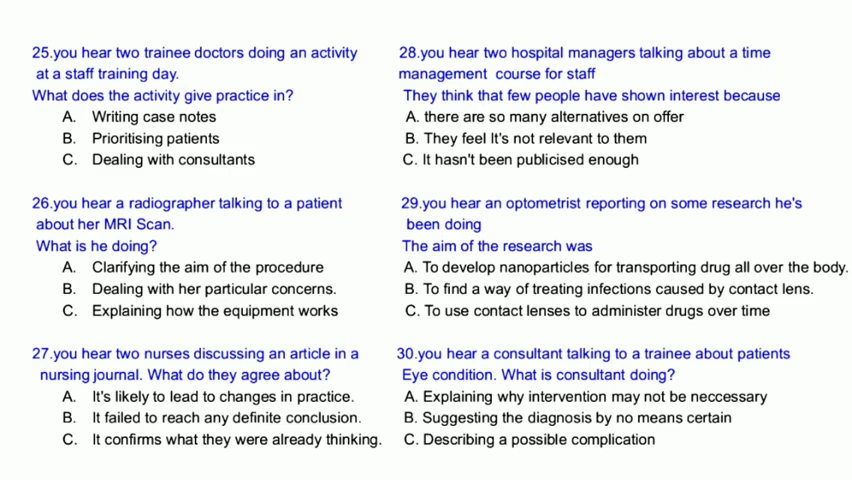 25.you hear two trainee doctors doing an activity
at a staff training day.
What does the activity give practice in?
A. Writing case notes
B. Prioritising patients
C. Dealing with consultants
26.you hear a radiographer talking to a patient
about her MRI Scan.
What is he doing?
A. Clarifying the aim of the procedure
B. Dealing with her particular concerns.
C. Explaining how the equipment works
27.you hear two nurses discussing an article in a
nursing journal. What do they agree about?
A. It's likely to lead to changes in practice.
B. It failed to reach any definite conclusion.
C. It confirms what they were already thinking.
28.you hear two hospital managers talking about a time
management course for staff
They think that few people have shown interest because
A. there are so many alternatives on offer
B. They feel It's not relevant to them
C. It hasn't been publicised enough
29.you hear an optometrist reporting on some research he's
been doing
The aim of the research was
A. To develop nanoparticles for transporting drug all over the body.
B. To find a way of treating infections caused by contact lens.
C. To use contact lenses to administer drugs over time
30.you hear a consultant talking to a trainee about patients
Eye condition. What is consultant doing?
A. Explaining why intervention may not be neccessary
B. Suggesting the diagnosis by no means certain
C. Describing a possible complication